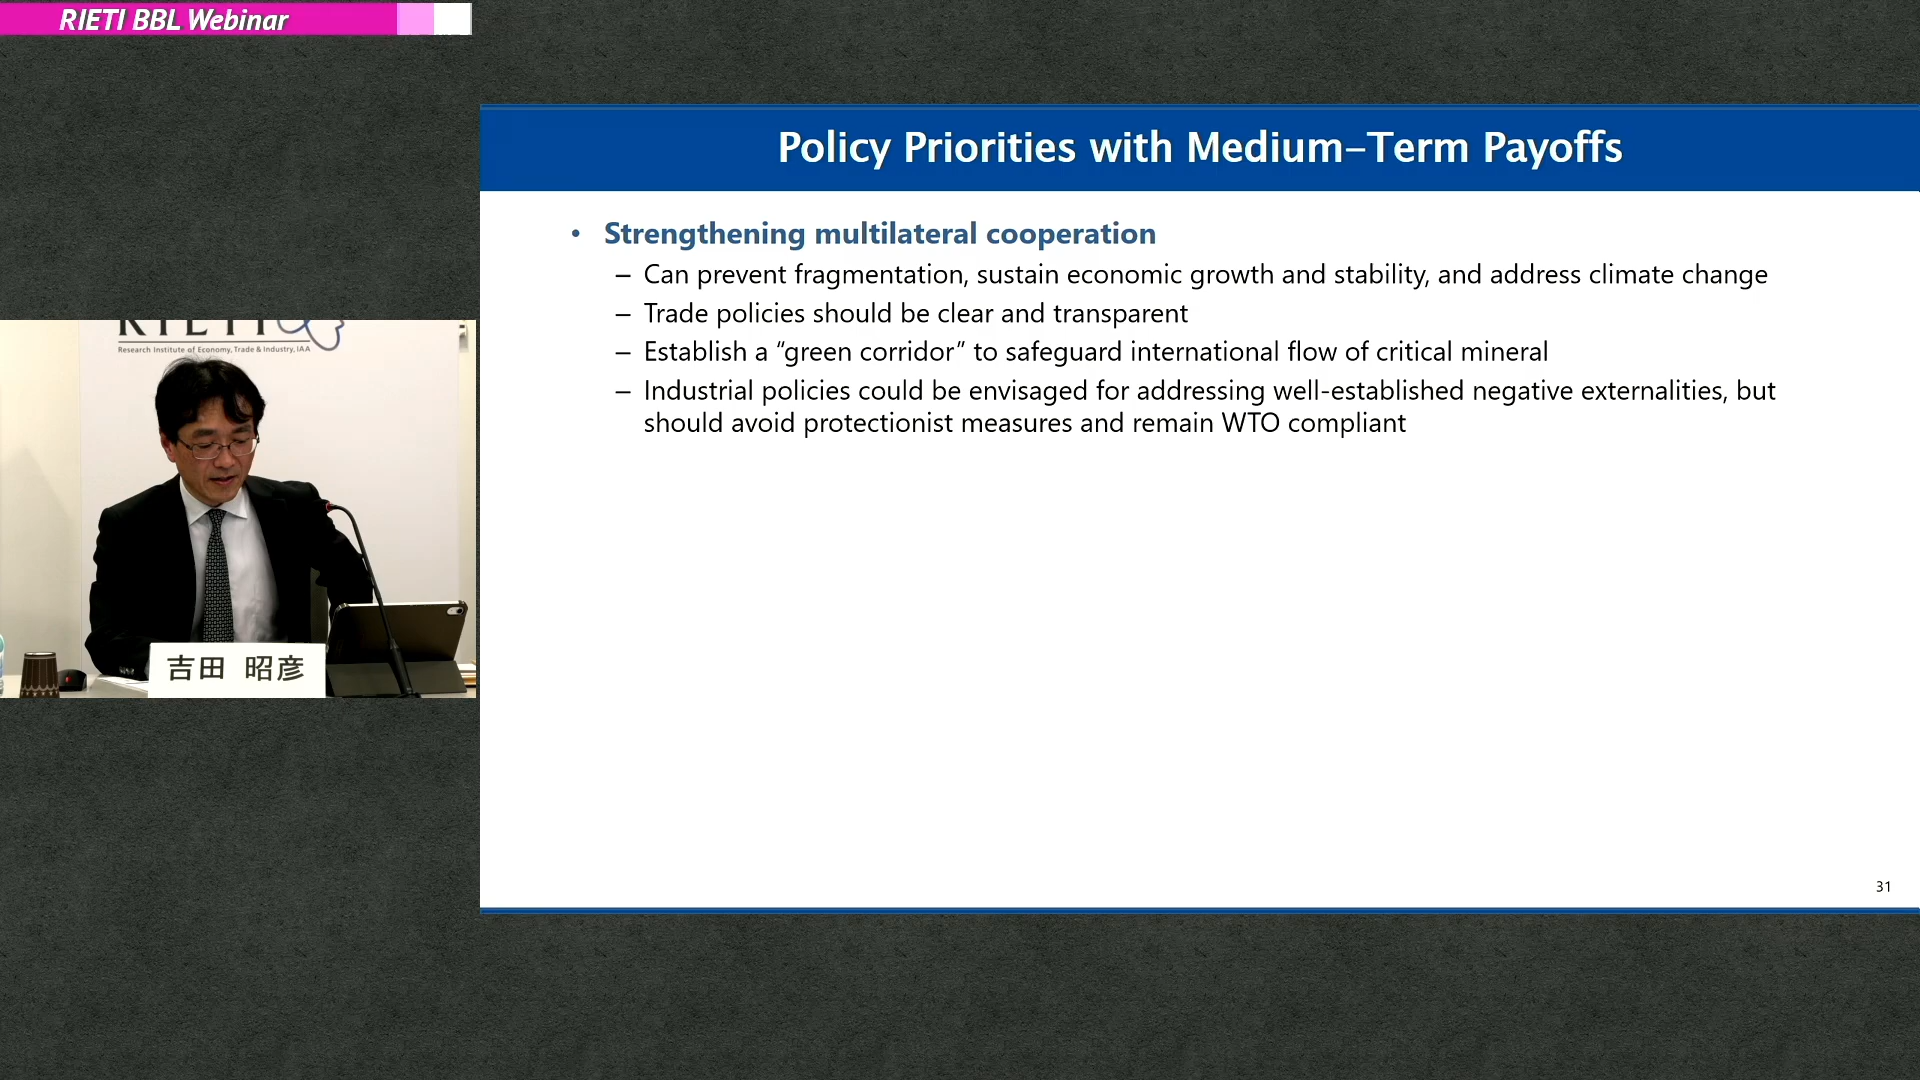 RIETI BBL Webinar
Policy Priorities with Medium-Term Payoffs
• Strengthening multilateral cooperation
– Can prevent fragmentation, sustain economic growth and stability, and address climate change
– Trade policies should be clear and transparent
– Establish a “green corridor” to safeguard international flow of critical mineral
– Industrial policies could be envisaged for addressing well-established negative externalities, but
should avoid protectionist measures and remain WTO compliant
31
RIETI
Research Institute of Economy, Trade & Industry, IAA
吉田 昭彦